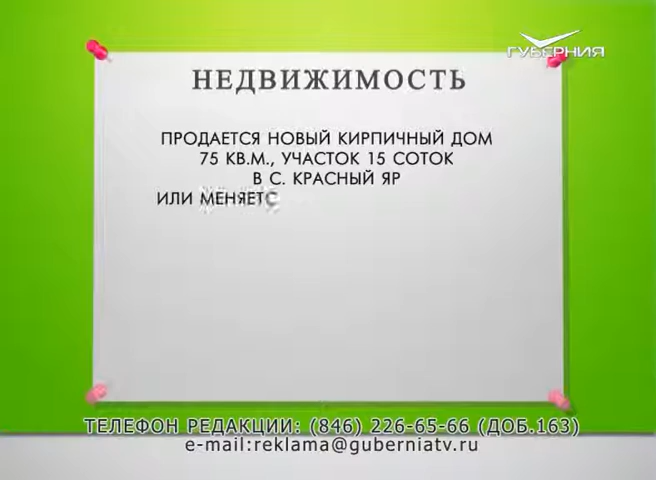 ГУБЕРНИЯ
НЕДВИЖИМОСТЬ
ПРОДАЕТСЯ НОВЫЙ КИРПИЧНЫЙ ДОМ
75 КВ.М., УЧАСТОК 15 СОТОК
В С. КРАСНЫЙ ЯР
ИЛИ МЕНЯЕТС
ТЕЛЕФОН РЕДАКЦИИ: (846) 226-65-66 (ДОБ.163)
e-mail:reklama@guberniatv.ru